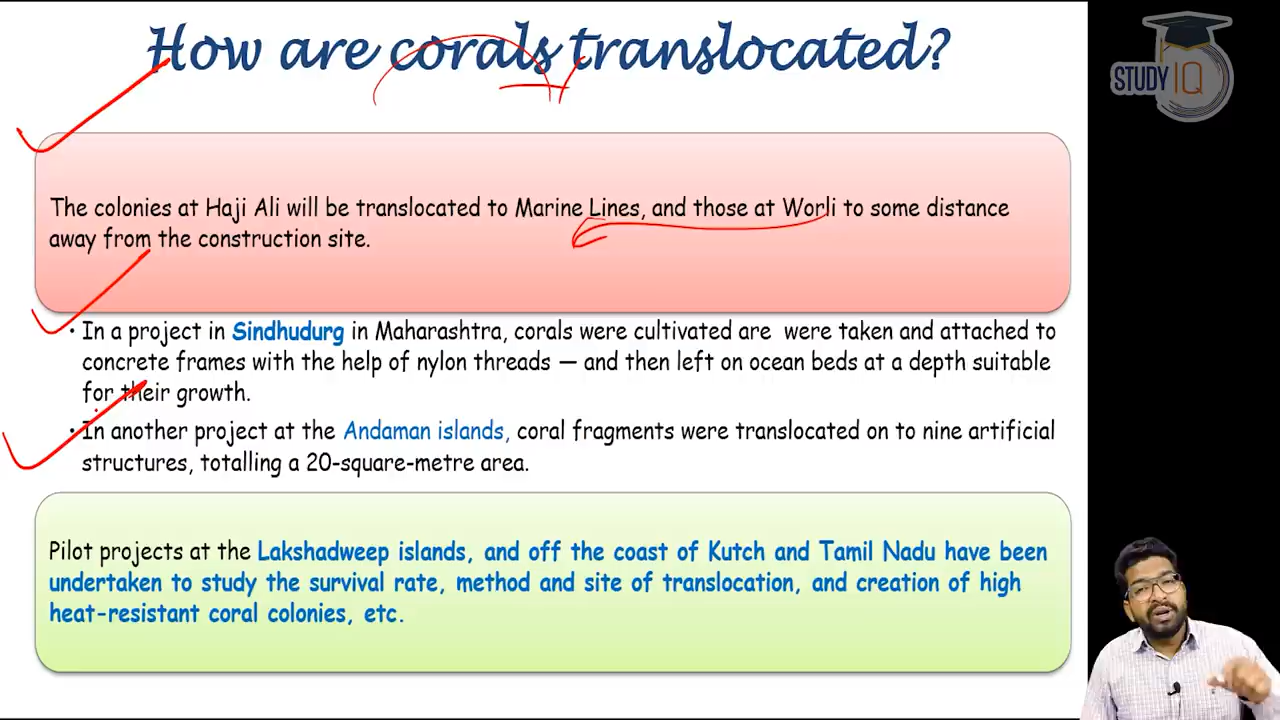 How are corals translocated?
STUDY IQ
The colonies at Haji Ali will be translocated to Marine Lines, and those at Worli to some distance
away from the construction site.
• In a project in Sindhudurg in Maharashtra, corals were cultivated are were taken and attached to
concrete frames with the help of nylon threads — and then left on ocean beds at a depth suitable
for their growth.
• In another project at the Andaman islands, coral fragments were translocated on to nine artificial
structures, totalling a 20-square-metre area.
Pilot projects at the Lakshadweep islands, and off the coast of Kutch and Tamil Nadu have been
undertaken to study the survival rate, method and site of translocation, and creation of high
heat-resistant coral colonies, etc.